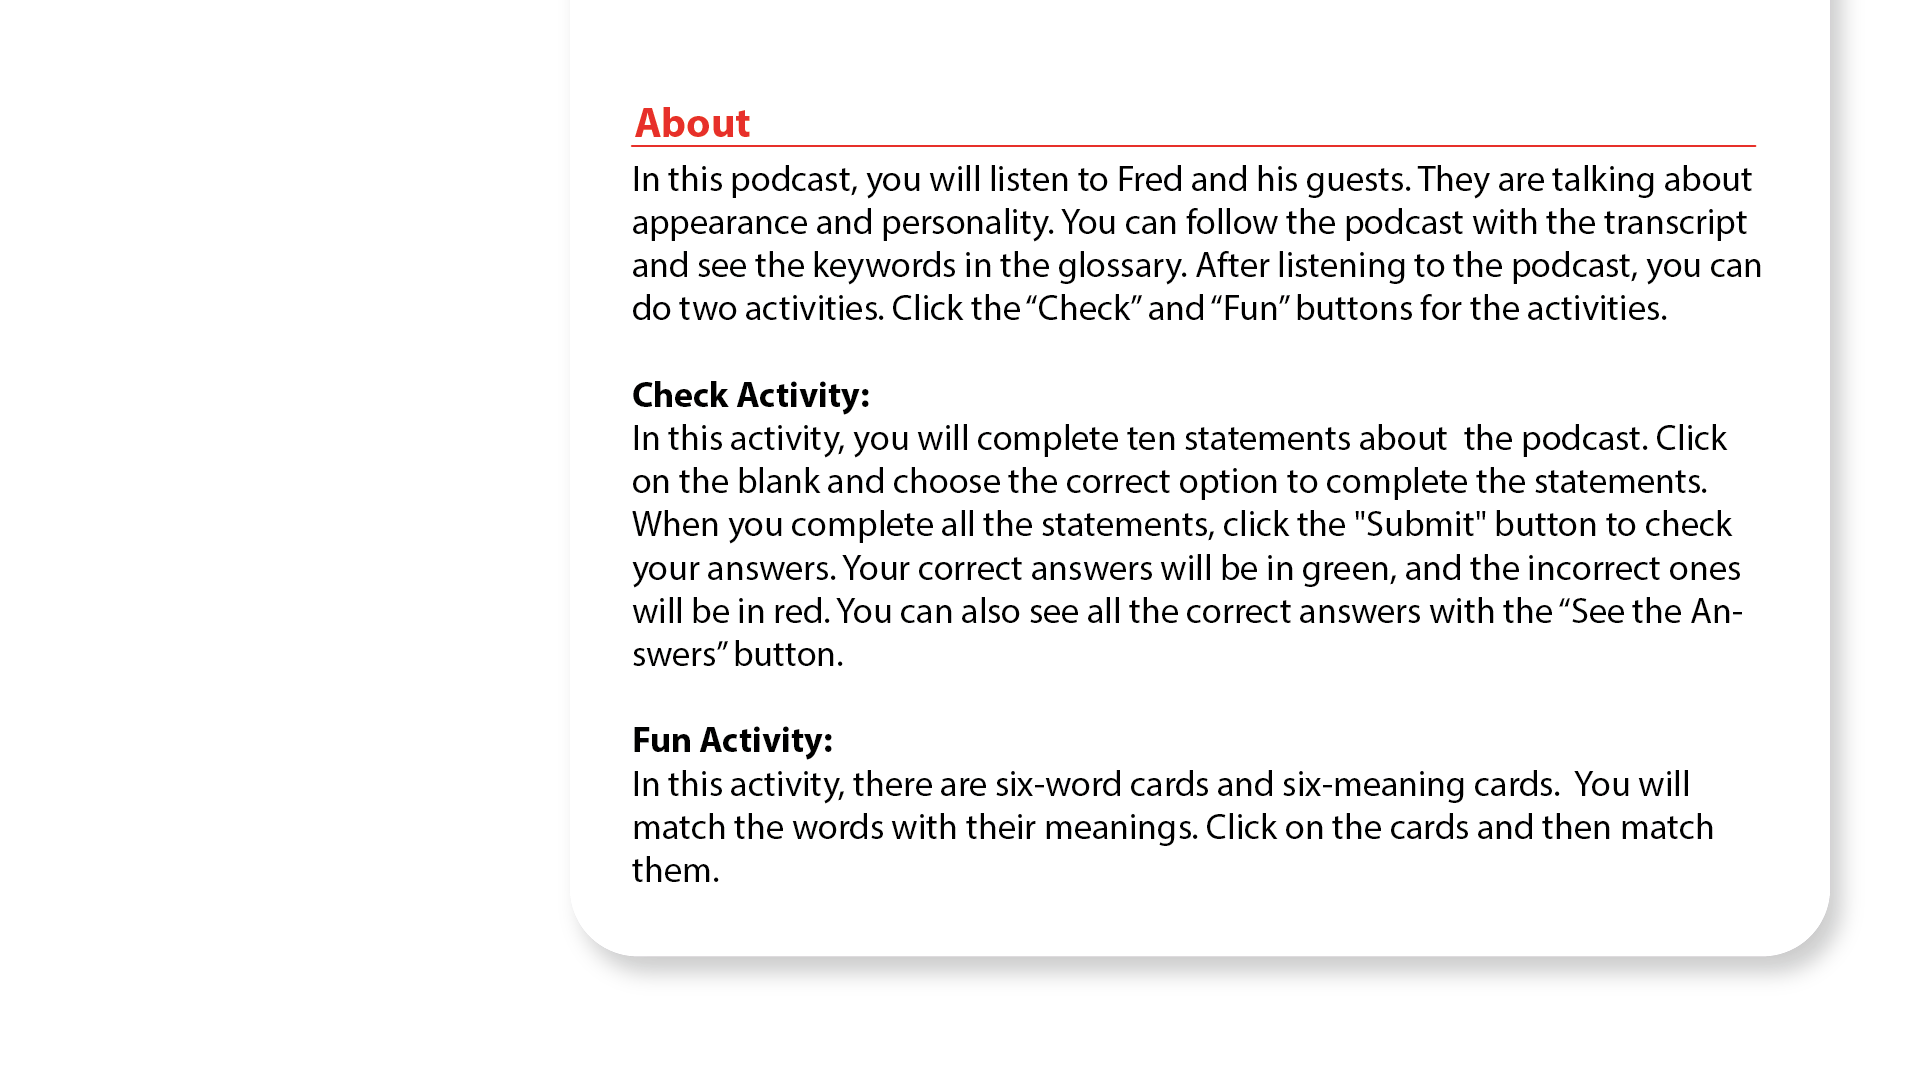 About
In this podcast, you will listen to Fred and his guests. They are talking about
appearance and personality. You can follow the podcast with the transcript
and see the keywords in the glossary. After listening to the podcast, you can
do two activities. Click the “Check” and “Fun” buttons for the activities.
Check Activity:
In this activity, you will complete ten statements about  the podcast. Click
on the blank and choose the correct option to complete the statements.
When you complete all the statements, click the "Submit" button to check
your answers. Your correct answers will be in green, and the incorrect ones
will be in red. You can also see all the correct answers with the “See the An-
swers” button.
Fun Activity:
In this activity, there are six-word cards and six-meaning cards.  You will
match the words with their meanings. Click on the cards and then match
them.